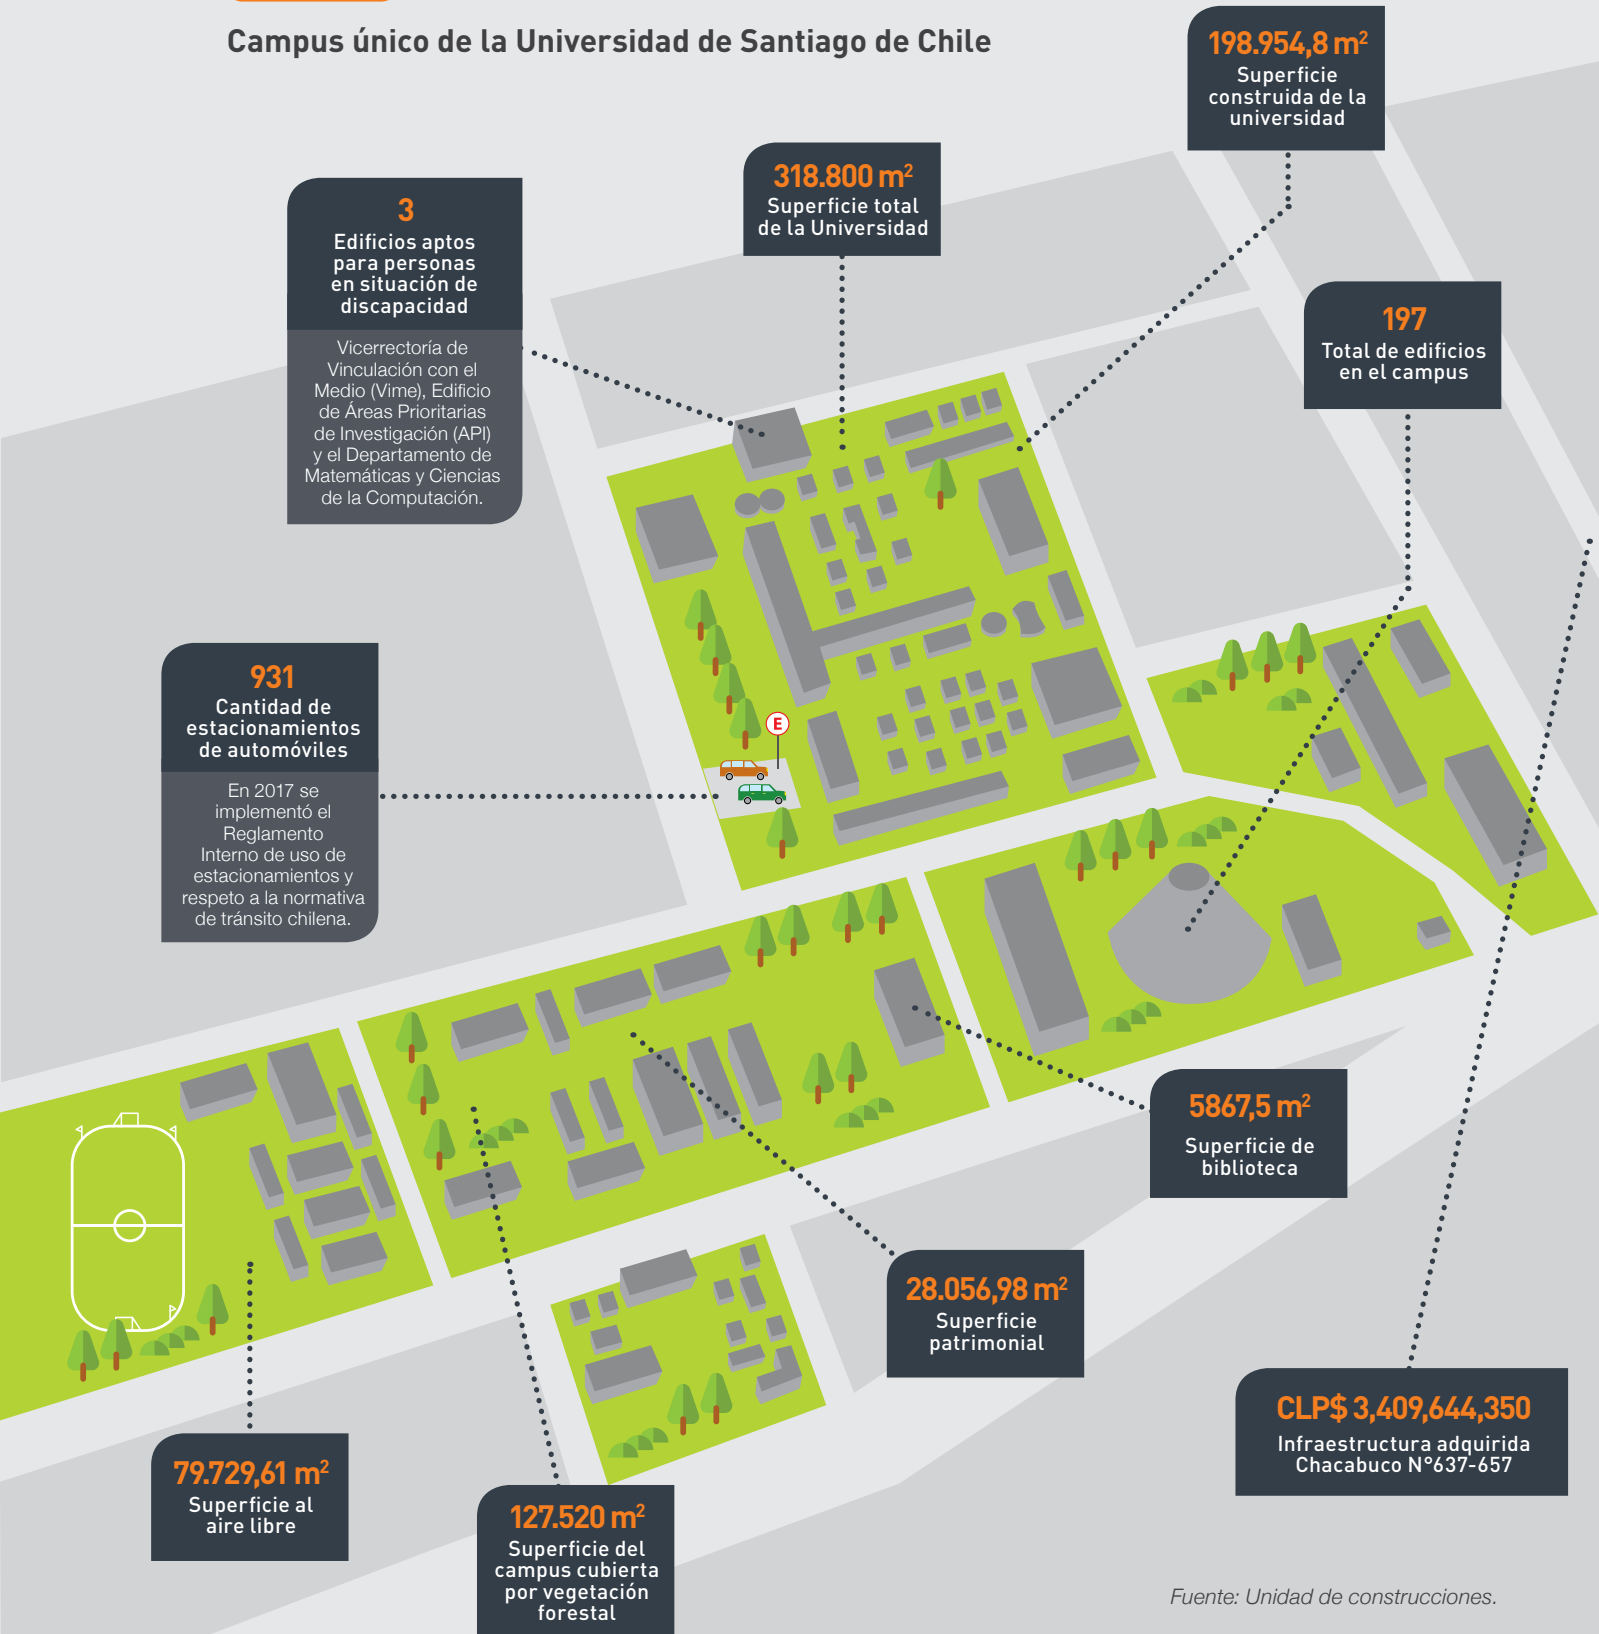 Campus único de la Universidad de Santiago de Chile
198.954,8 m²
Superficie
construida de la
universidad
318.800 m²
Superficie total
de la Universidad
3
Edificios aptos
para personas
en situación de
discapacidad
Vicerrectoría de
Vinculación con el
Medio (Vime), Edificio
de Áreas Prioritarias
de Investigación (API)
y el Departamento de
Matemáticas y Ciencias
de la Computación.
197
Total de edificios
en el campus
931
Cantidad de
estacionamientos
de automóviles
En 2017 se
implementó el
Reglamento
Interno de uso de
estacionamientos y
respeto a la normativa
de tránsito chilena.
E
5867,5 m²
Superficie de
biblioteca
28.056,98 m²
Superficie
patrimonial
CLP$ 3,409,644,350
Infraestructura adquirida
Chacabuco N°637-657
79.729,61 m²
Superficie al
aire libre
127.520 m²
Superficie del
campus cubierta
por vegetación
forestal
Fuente: Unidad de construcciones.